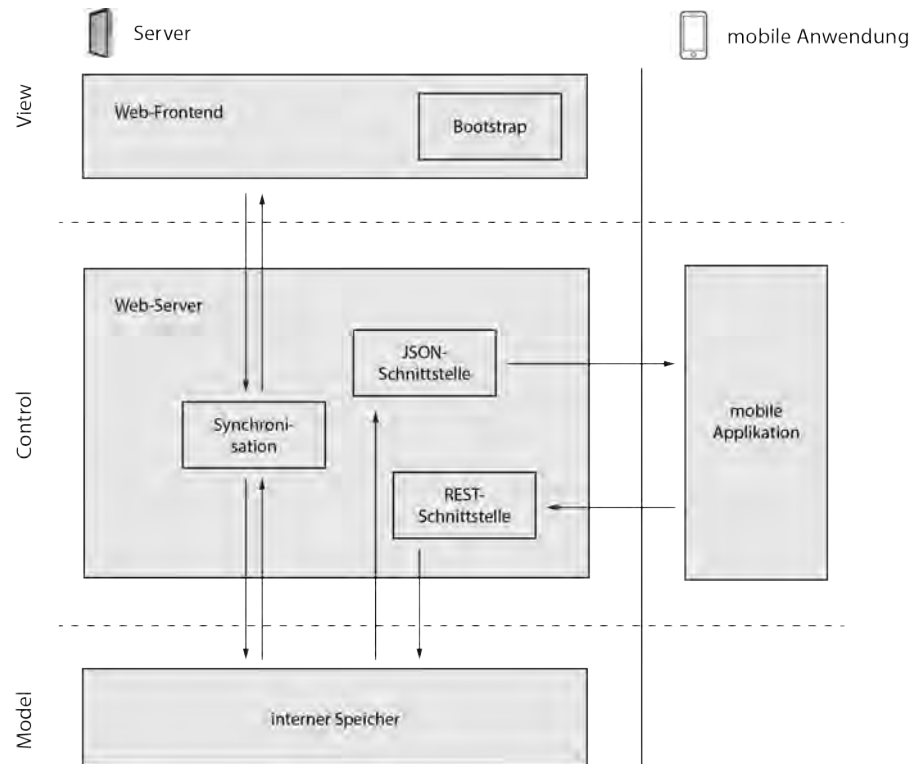 Server
mobile Anwendung
View
Web-Frontend
Bootstrap
Control
Web-Server
JSON-
Schnittstelle
Synchroni-
sation
REST-
Schnittstelle
mobile
Applikation
Model
interner Speicher